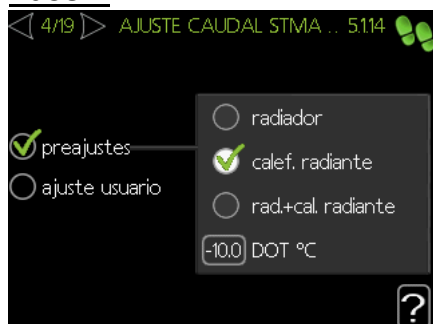 4/19 AJUSTE CAUDAL STMA .. 5.1.14
radiador
preajustes
calef. radiante
ajuste usuario
rad.+cal. radiante
-10.0 DOT °C
?